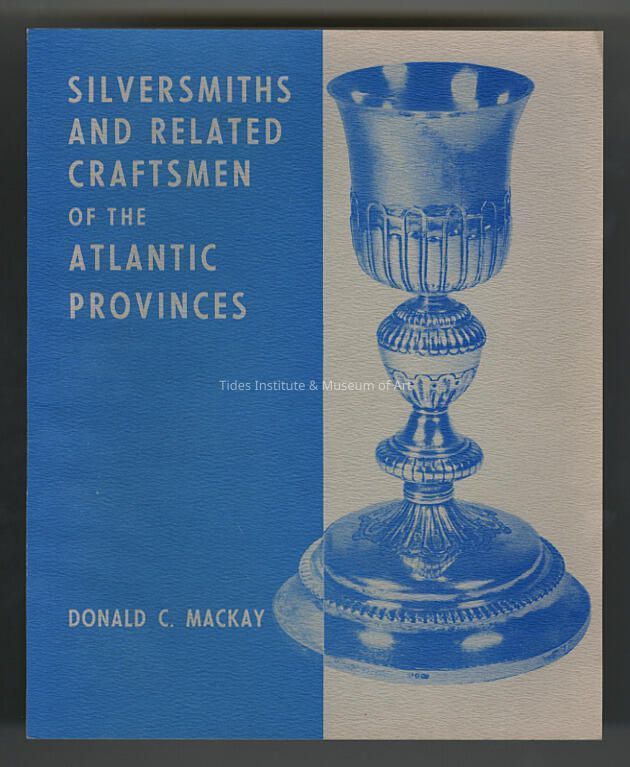 SILVERSMITHS
AND RELATED
CRAFTSMEN
OF THE
ATLANTIC
PROVINCES
Tides Institute & Museum of Art
DONALD C. MACKAY